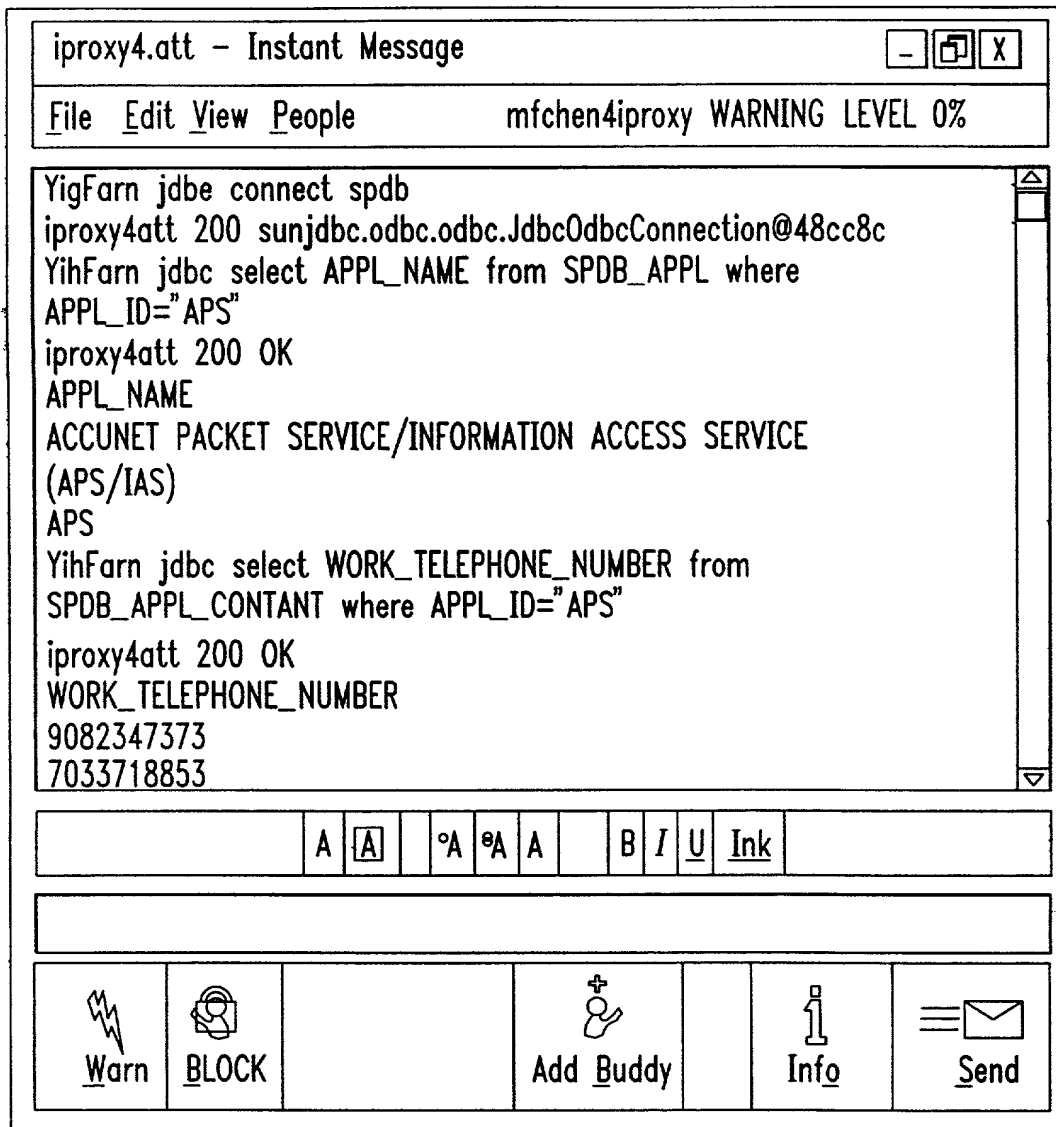 iproxy4.att – Instant Message
_ X
File Edit View People mfchen4iproxy WARNING LEVEL 0%
YigFarn jdbe connect spdb
iproxy4att 200 sunjdbc.odbc.odbc.JdbcOdbcConnection@48cc8c
YihFarn jdbc select APPL_NAME from SPDB_APPL where
APPL_ID="APS"
iproxy4att 200 OK
APPL_NAME
ACCUNET PACKET SERVICE/INFORMATION ACCESS SERVICE
(APS/IAS)
APS
YihFarn jdbc select WORK_TELEPHONE_NUMBER from
SPDB_APPL_CONTANT where APPL_ID="APS"
iproxy4att 200 OK
WORK_TELEPHONE_NUMBER
9082347373
7033718853
A A °A ᶿA A B I U Ink
Warn BLOCK Add Buddy Info Send